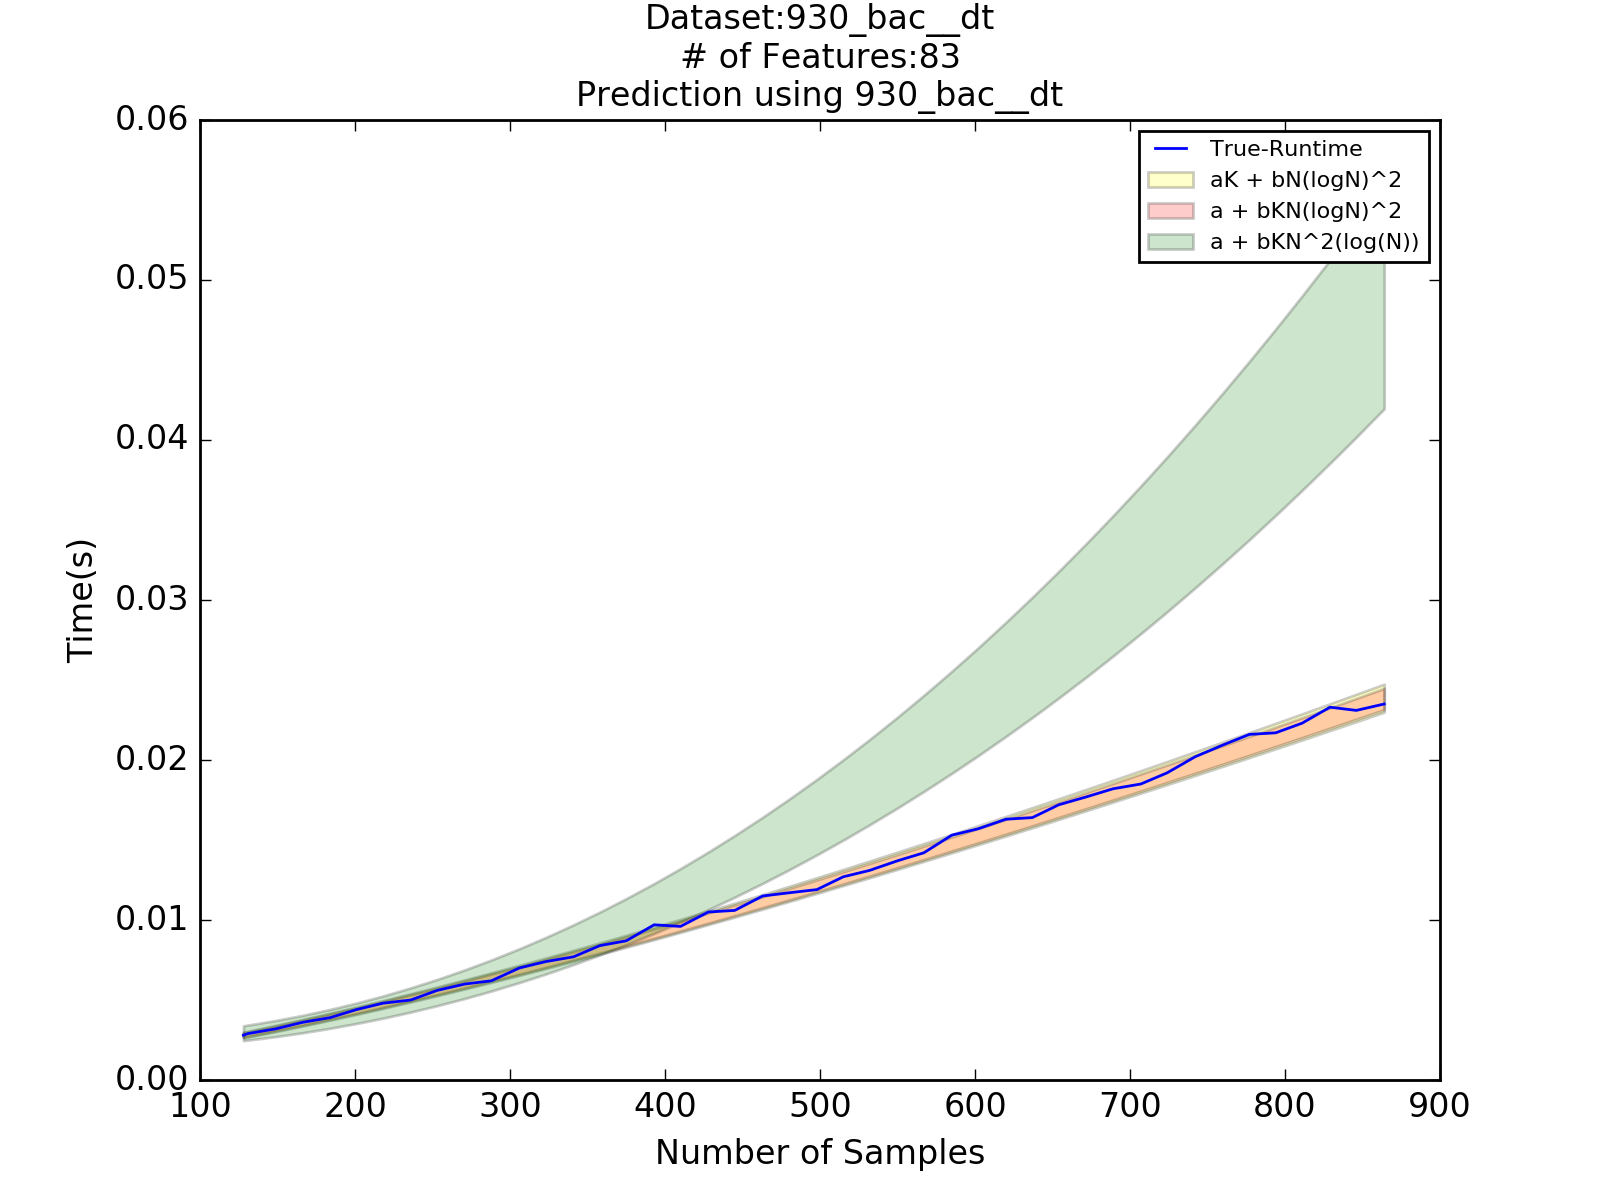 Dataset:930_bac__dt
# of Features:83
Prediction using 930_bac__dt
True-Runtime
aK + bN(logN)^2
a + bKN(logN)^2
a + bKN^2(log(N))
0.06
0.05
0.04
0.03
0.02
0.01
0.00
Time(s)
100 200 300 400 500 600 700 800 900
Number of Samples